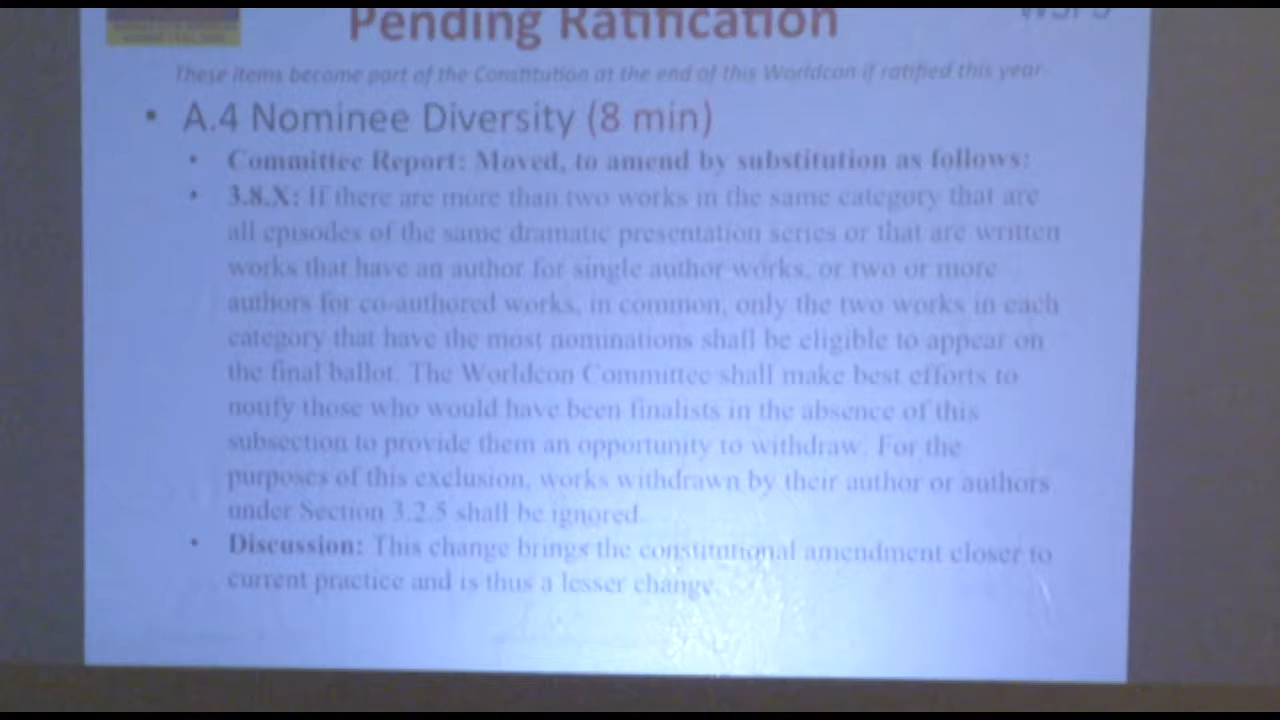 Pending Ratification
WSFS
These items become part of the Constitution at the end of this Worldcon if ratified this year
• A.4 Nominee Diversity (8 min)
• Committee Report: Moved, to amend by substitution as follows:
• 3.8.X: If there are more than two works in the same category that are
all episodes of the same dramatic presentation series or that are written
works that have an author for single author works, or two or more
authors for co-authored works, in common, only the two works in each
category that have the most nominations shall be eligible to appear on
the final ballot. The Worldcon Committee shall make best efforts to
notify those who would have been finalists in the absence of this
subsection to provide them an opportunity to withdraw. For the
purposes of this exclusion, works withdrawn by their author or authors
under Section 3.2.5 shall be ignored.
• Discussion: This change brings the constitutional amendment closer to
current practice and is thus a lesser change.